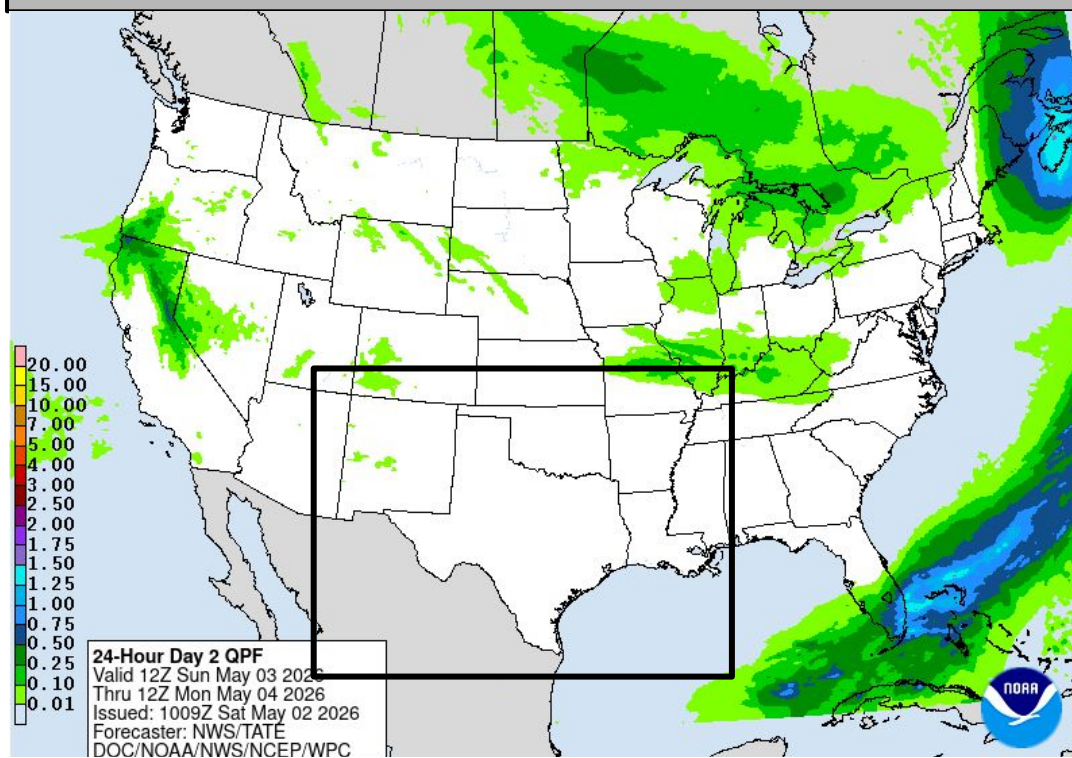 20.00
15.00
10.00
7.00
5.00
4.00
3.00
2.50
2.00
1.75
1.50
1.25
1.00
0.75
0.50
0.25
0.10
0.01
24-Hour Day 2 QPF
Valid 12Z Sun May 03 2026
Thru 12Z Mon May 04 2026
Issued: 1009Z Sat May 02 2026
Forecaster: NWS/TATE
DOC/NOAA/NWS/NCEP/WPC
NOAA